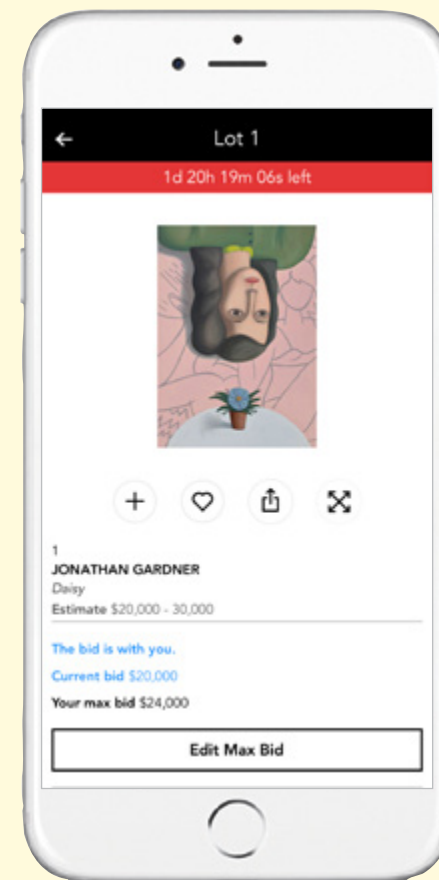 Lot 1
1d 20h 19m 06s left
1
JONATHAN GARDNER
Daisy
Estimate $20,000 - 30,000
The bid is with you.
Current bid $20,000
Your max bid $24,000
Edit Max Bid